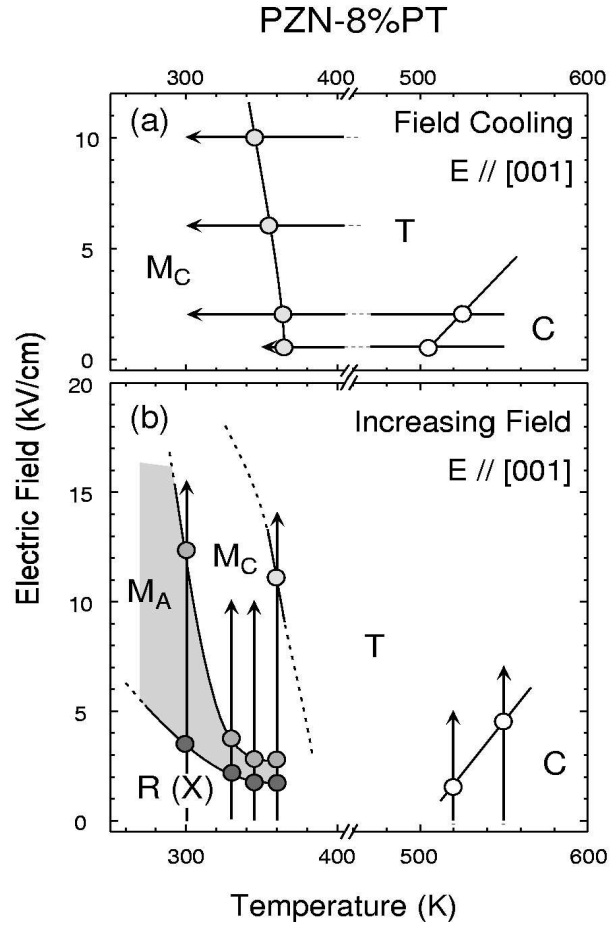 PZN-8%PT
300 400 500 600
(a) Field Cooling
E // [001]
10
5
0
T
M_C
C
Electric Field (kV/cm)
20
15
10
5
0
(b) Increasing Field
E // [001]
M_C
M_A
T
R (X)
C
300 400 500 600
Temperature (K)